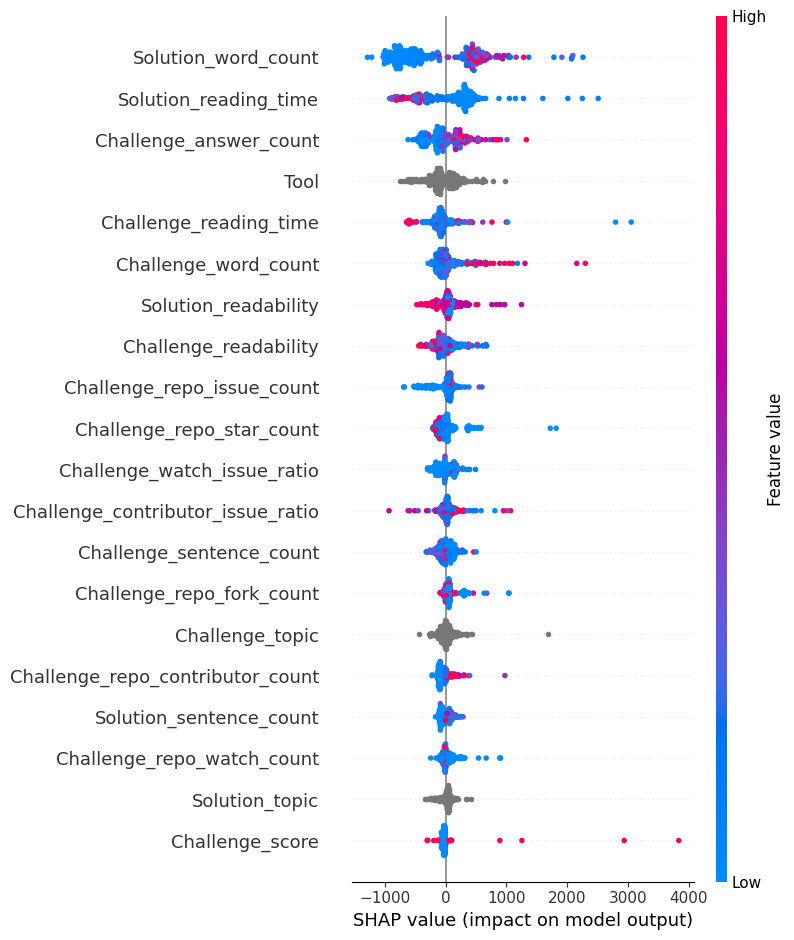 High
Solution_word_count
Solution_reading_time
Challenge_answer_count
Tool
Challenge_reading_time
Challenge_word_count
Solution_readability
Challenge_readability
Challenge_repo_issue_count
Challenge_repo_star_count
Challenge_watch_issue_ratio
Challenge_contributor_issue_ratio
Challenge_sentence_count
Challenge_repo_fork_count
Challenge_topic
Challenge_repo_contributor_count
Solution_sentence_count
Challenge_repo_watch_count
Solution_topic
Challenge_score
Feature value
Low
−1000 0 1000 2000 3000 4000
SHAP value (impact on model output)